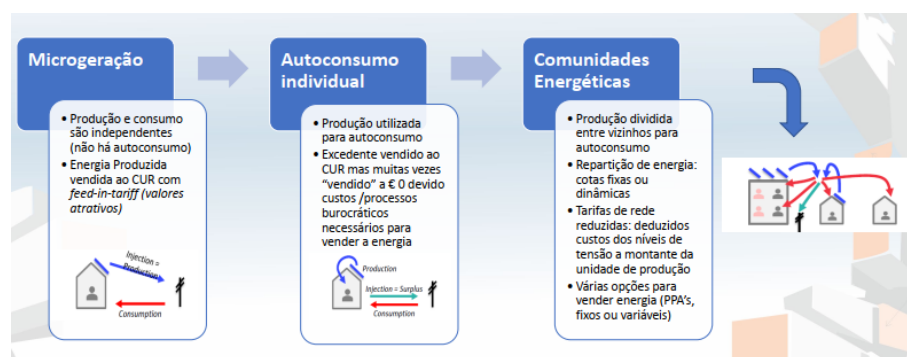 Microgeração
• Produção e consumo
são independentes
(não há autoconsumo)
• Energia Produzida
vendida ao CUR com
feed-in-tariff (valores
atrativos)
Injection =
Production
Consumption
Autoconsumo
individual
• Produção utilizada
para autoconsumo
• Excedente vendido ao
CUR mas muitas vezes
“vendido” a € 0 devido
custos /processos
burocráticos
necessários para
vender a energia
Production
Injection = Surplus
Consumption
Comunidades
Energéticas
• Produção dividida
entre vizinhos para
autoconsumo
• Repartição de energia:
cotas fixas ou
dinâmicas
• Tarifas de rede
reduzidas: deduzidos
custos dos níveis de
tensão a montante da
unidade de produção
• Várias opções para
vender energia (PPA’s,
fixos ou variáveis)